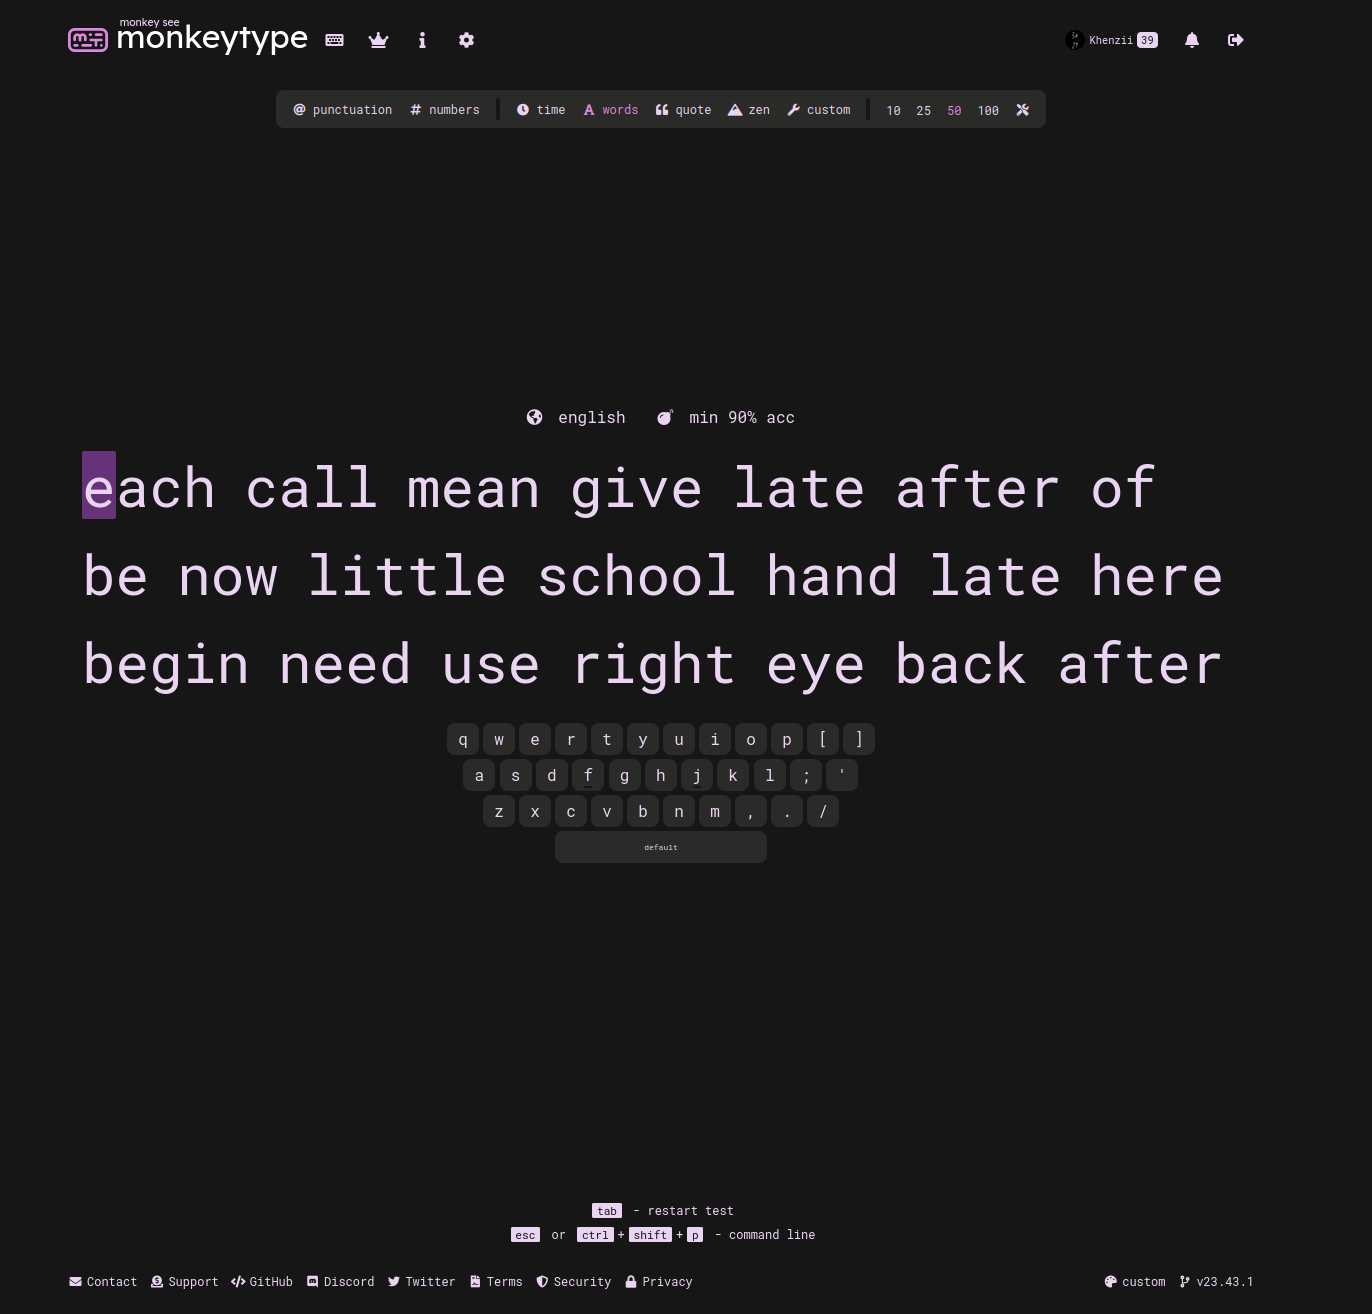 monkey see
monkeytype
Khenzii 39
@ punctuation # numbers time A words quote zen custom 10 25 50 100
english min 90% acc
each call mean give late after of
be now little school hand late here
begin need use right eye back after
q w e r t y u i o p [ ]
a s d f g h j k l ; '
z x c v b n m , . /
default
tab - restart test
esc or ctrl + shift + p - command line
Contact Support GitHub Discord Twitter Terms Security Privacy custom v23.43.1